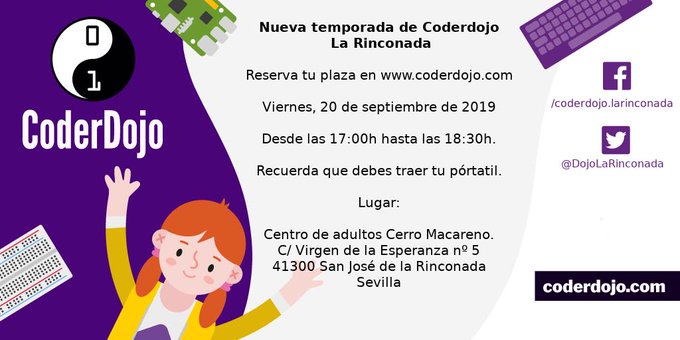 0
1
CoderDojo
Nueva temporada de Coderdojo
La Rinconada
Reserva tu plaza en www.coderdojo.com
Viernes, 20 de septiembre de 2019
Desde las 17:00h hasta las 18:30h.
Recuerda que debes traer tu pórtatil.
Lugar:
Centro de adultos Cerro Macareno.
C/ Virgen de la Esperanza nº 5
41300 San José de la Rinconada
Sevilla
/coderdojo.larinconada
@DojoLaRinconada
coderdojo.com